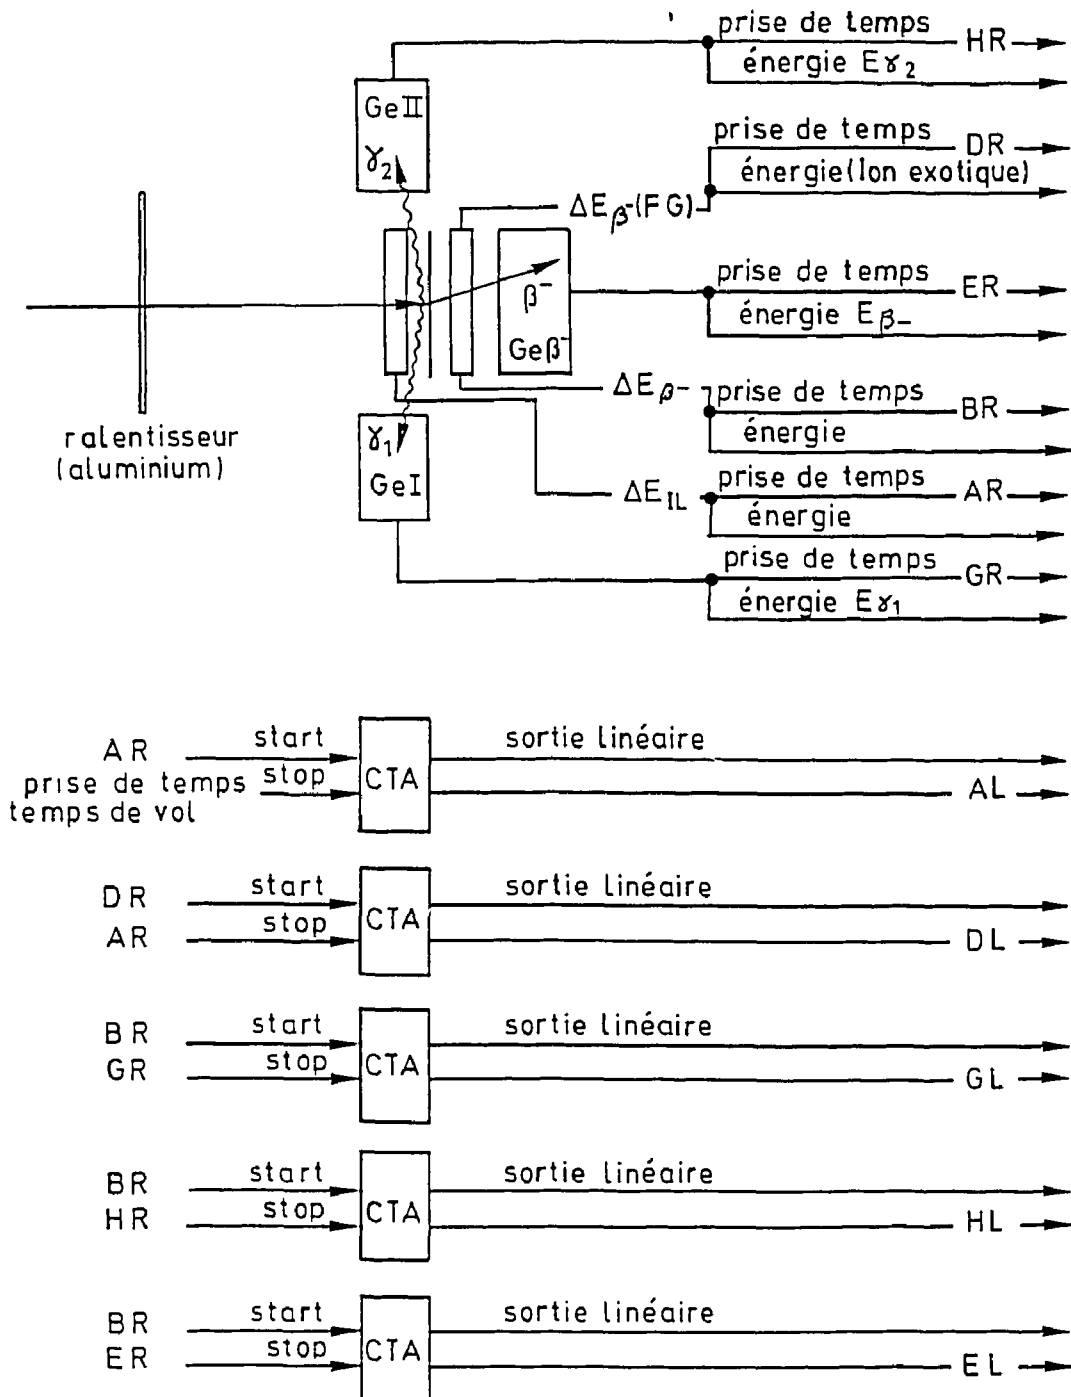 prise de temps HR
énergie Eγ2
GeII
γ2
prise de temps DR
énergie(Ion exotique)
ΔEβ-(FG)
prise de temps ER
énergie Eβ-
β-
Geβ-
ΔEβ-
prise de temps BR
énergie
ralentisseur
(aluminium)
γ1
GeI
ΔEIL
prise de temps AR
énergie
prise de temps GR
énergie Eγ1
AR start CTA sortie linéaire
prise de temps stop AL
temps de vol
DR start CTA sortie linéaire
AR stop DL
BR start CTA sortie linéaire
GR stop GL
BR start CTA sortie linéaire
HR stop HL
BR start CTA sortie linéaire
ER stop EL